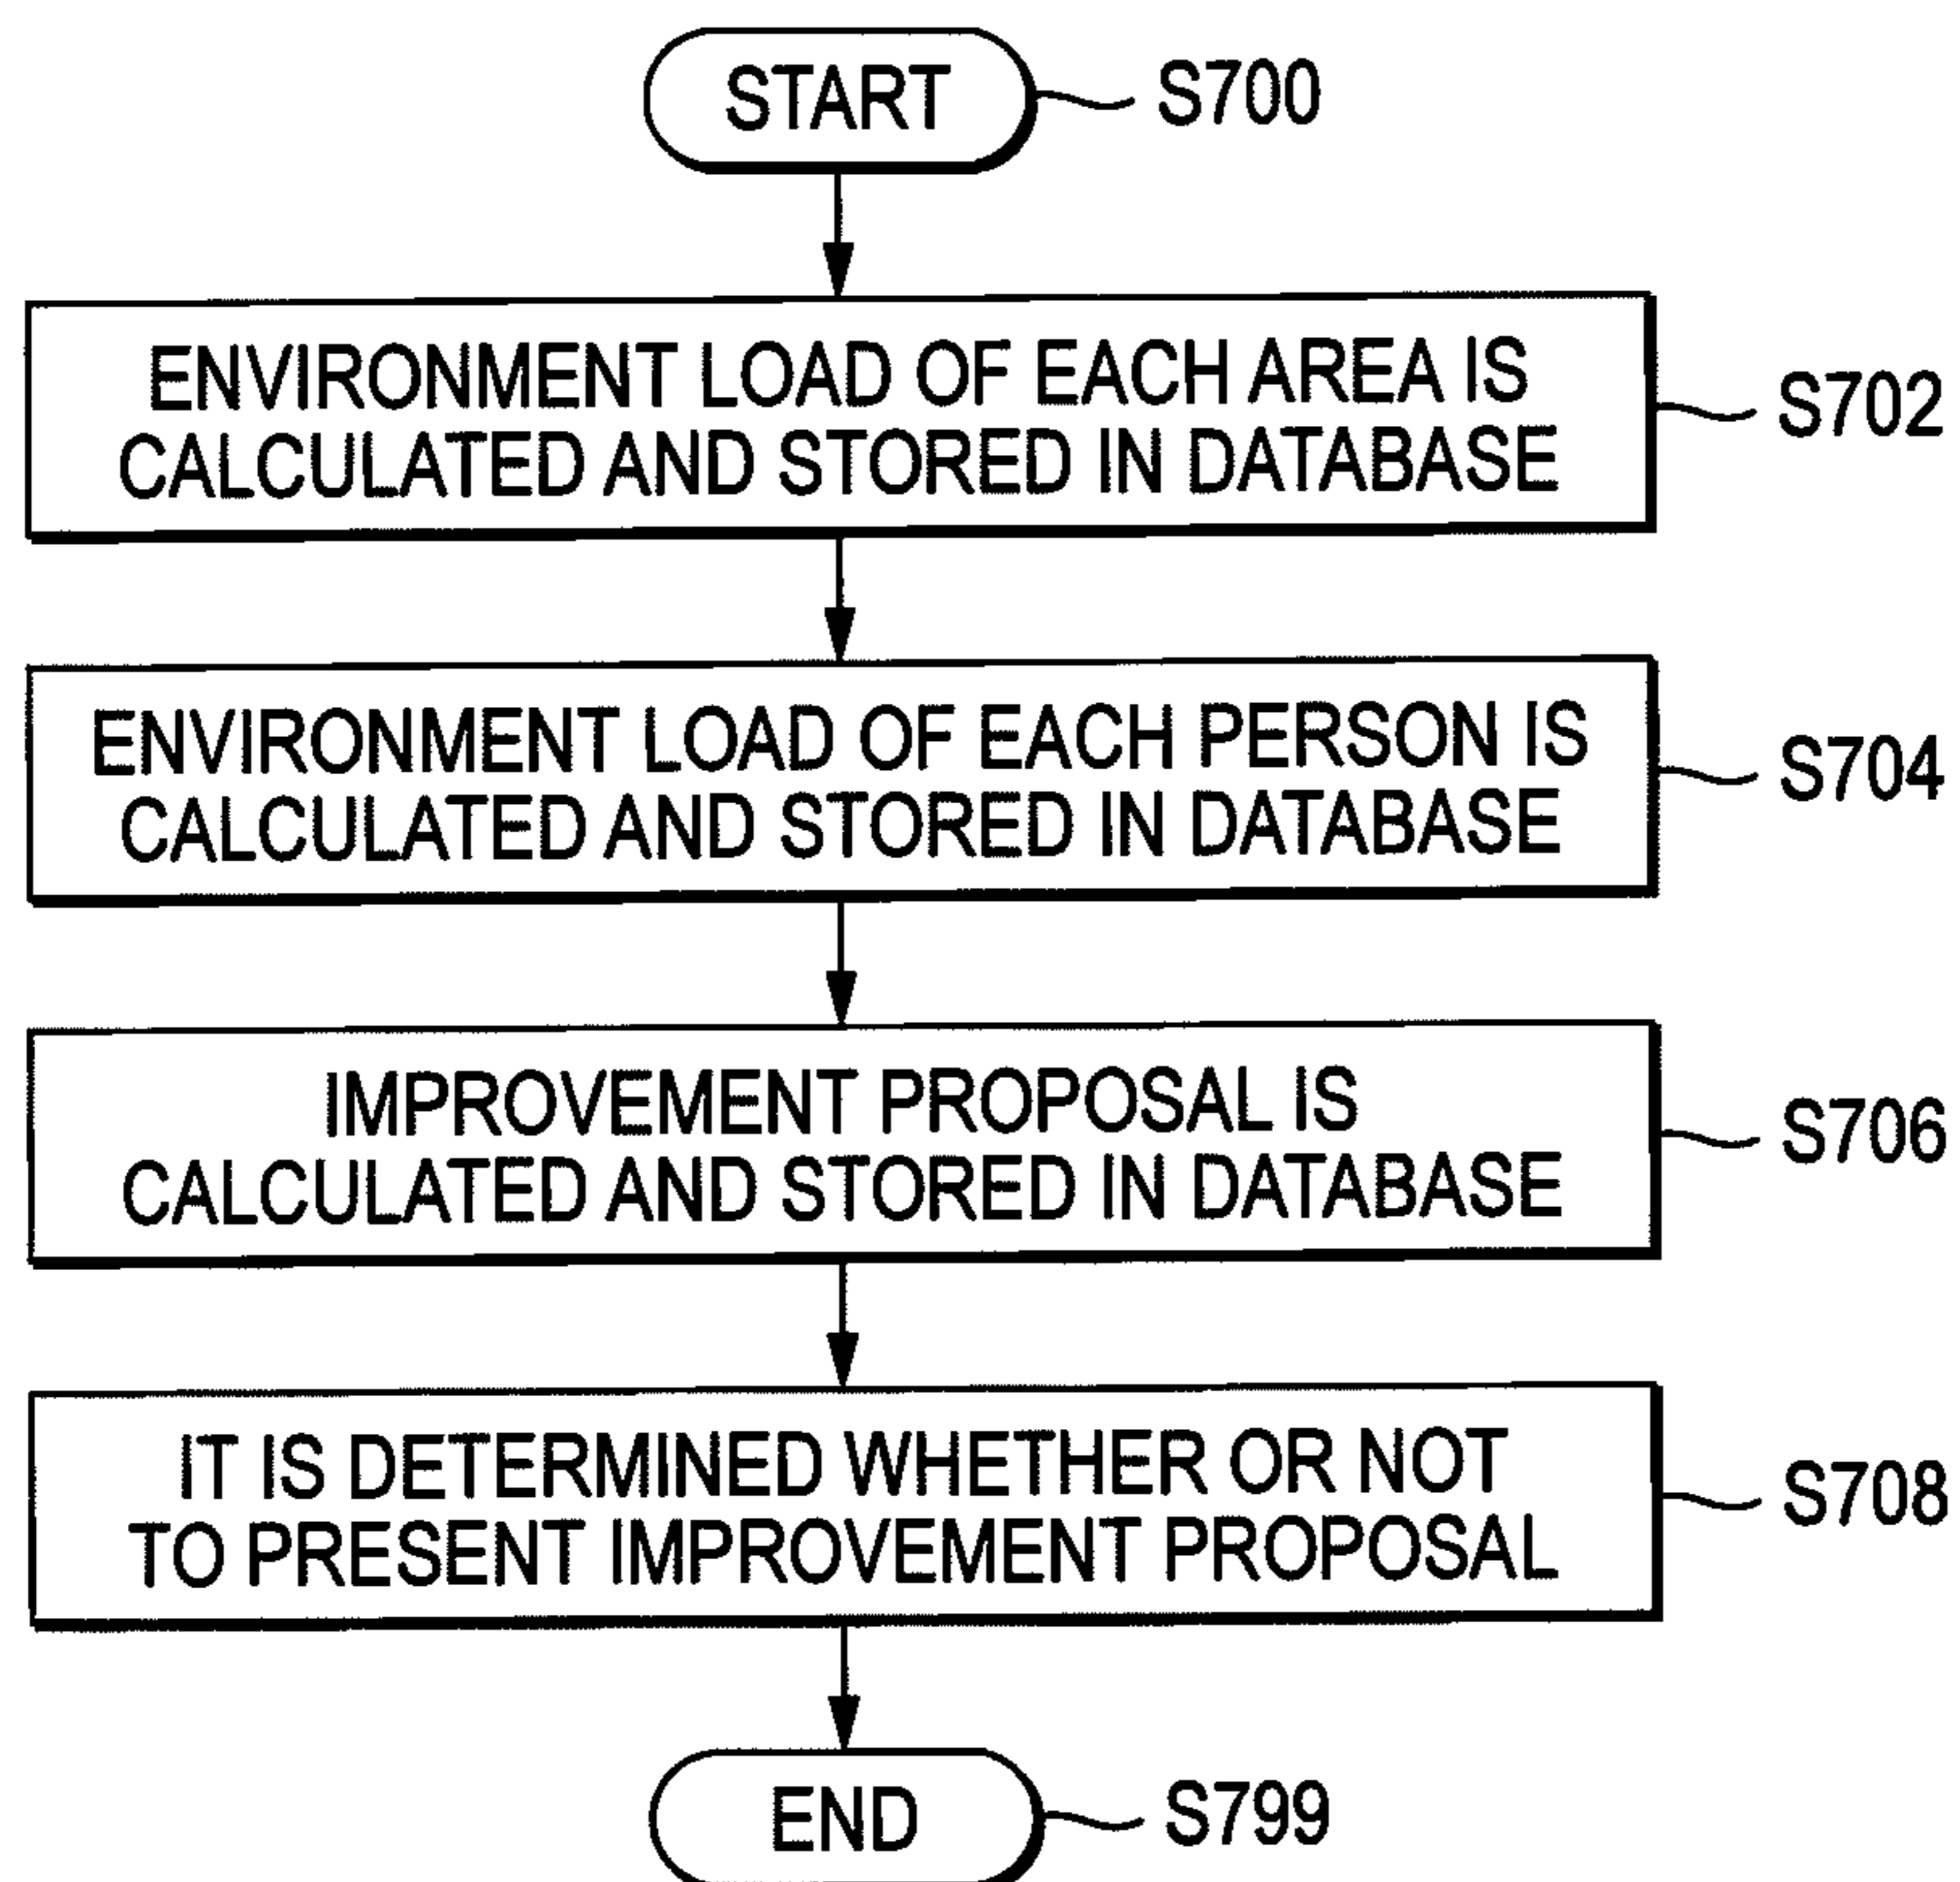 START
S700
ENVIRONMENT LOAD OF EACH AREA IS
CALCULATED AND STORED IN DATABASE
S702
ENVIRONMENT LOAD OF EACH PERSON IS
CALCULATED AND STORED IN DATABASE
S704
IMPROVEMENT PROPOSAL IS
CALCULATED AND STORED IN DATABASE
S706
IT IS DETERMINED WHETHER OR NOT
TO PRESENT IMPROVEMENT PROPOSAL
S708
END
S799